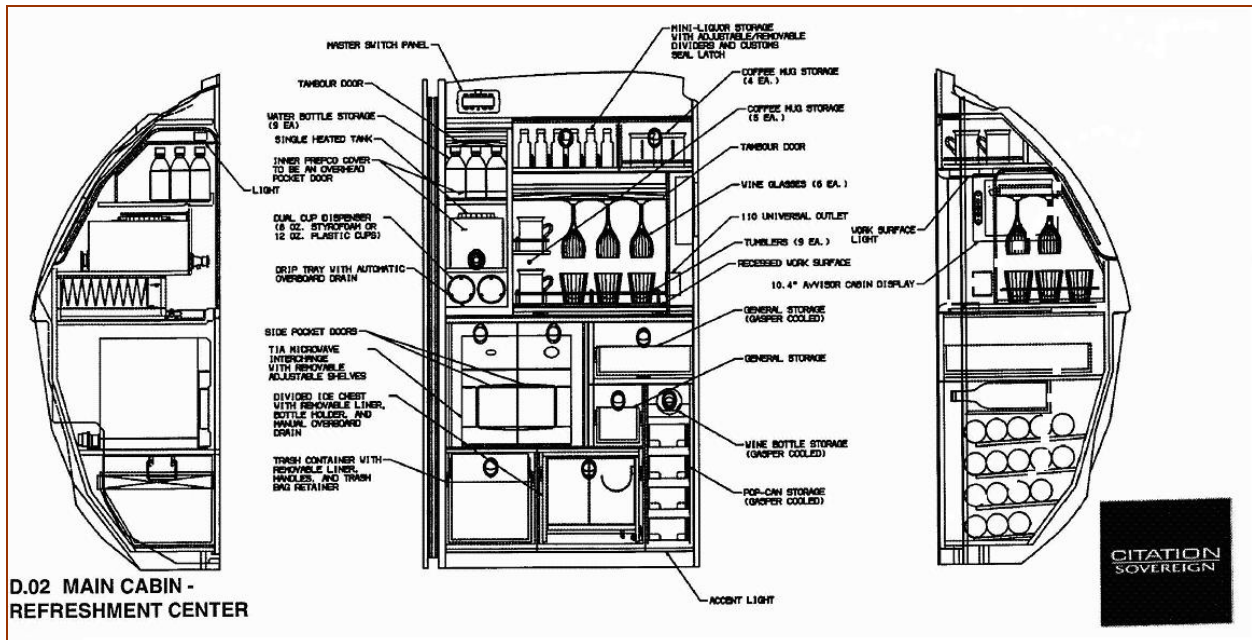 MASTER SWITCH PANEL
TAMBOUR DOOR
WATER BOTTLE STORAGE
(9 EA)
SINGLE HEATED TANK
INNER PREPCO COVER
TO BE AN OVERHEAD
POCKET DOOR
LIGHT
DUAL CUP DISPENSER
(8 OZ. STYROFOAM OR
12 OZ. PLASTIC CUPS)
DRIP TRAY WITH AUTOMATIC
OVERBOARD DRAIN
SIDE POCKET DOORS
TIA MICROWAVE
INTERCHANGE
WITH REMOVABLE
ADJUSTABLE SHELVES
DIVIDED ICE CHEST
WITH REMOVABLE LINER,
BOTTLE HOLDER, AND
MANUAL OVERBOARD
DRAIN
TRASH CONTAINER WITH
REMOVABLE LINER,
HANDLES, AND TRASH
BAG RETAINER
MINI-LIQUOR STORAGE
WITH ADJUSTABLE/REMOVABLE
DIVIDERS AND CUSTOMS
SEAL LATCH
COFFEE MUG STORAGE
(4 EA.)
COFFEE MUG STORAGE
(5 EA.)
TAMBOUR DOOR
WINE GLASSES (6 EA.)
110 UNIVERSAL OUTLET
TUMBLERS (9 EA.)
RECESSED WORK SURFACE
GENERAL STORAGE
(GASPER COOLED)
GENERAL STORAGE
WINE BOTTLE STORAGE
(GASPER COOLED)
POP-CAN STORAGE
(GASPER COOLED)
ACCENT LIGHT
WORK SURFACE
LIGHT
10.4" AVVISOR CABIN DISPLAY
D.02 MAIN CABIN -
REFRESHMENT CENTER
CITATION
SOVEREIGN